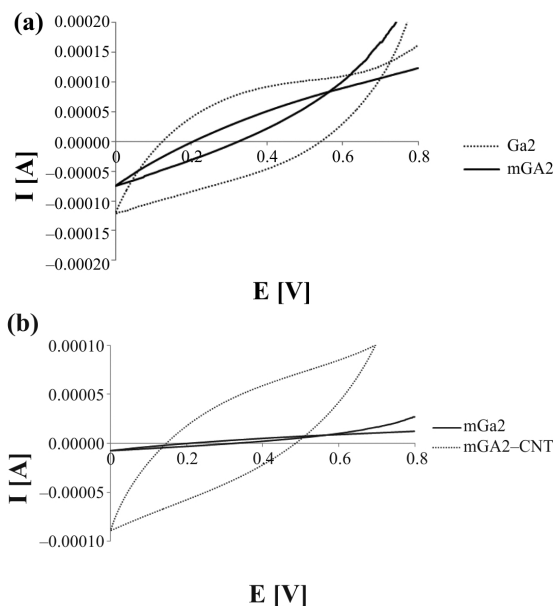 (a)
0.00020
0.00015
0.00010
0.00005
0.00000
–0.00005
–0.00010
–0.00015
–0.00020
0 0.2 0.4 0.6 0.8
I [A]
E [V]
Ga2
mGA2
(b)
0.00010
0.00005
0.00000
–0.00005
–0.00010
0 0.2 0.4 0.6 0.8
I [A]
E [V]
mGa2
mGA2–CNT